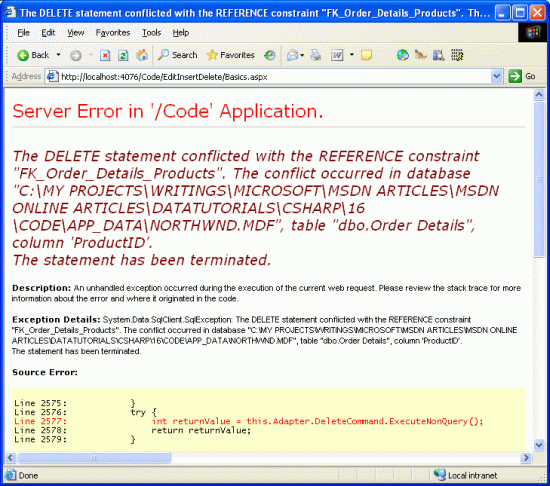 The DELETE statement conflicted with the REFERENCE constraint "FK_Order_Details_Products". Th...
File Edit View Favorites Tools Help
Back Search Favorites
Address http://localhost:4076/Code/EditInsertDelete/Basics.aspx Go
Server Error in '/Code' Application.
The DELETE statement conflicted with the REFERENCE constraint
"FK_Order_Details_Products". The conflict occurred in database
"C:\MY PROJECTS\WRITINGS\MICROSOFT\MSDN ARTICLES\MSDN
ONLINE ARTICLES\DATATUTORIALS\CSHARP\16
\CODE\APP_DATA\NORTHWND.MDF", table "dbo.Order Details",
column 'ProductID'.
The statement has been terminated.
Description: An unhandled exception occurred during the execution of the current web request. Please review the stack trace for more
information about the error and where it originated in the code.
Exception Details: System.Data.SqlClient.SqlException: The DELETE statement conflicted with the REFERENCE constraint
"FK_Order_Details_Products". The conflict occurred in database "C:\MY PROJECTS\WRITINGS\MICROSOFT\MSDN ARTICLES\MSDN ONLINE
ARTICLES\DATATUTORIALS\CSHARP\16\CODE\APP_DATA\NORTHWND.MDF", table "dbo.Order Details", column 'ProductID'.
The statement has been terminated.
Source Error:
Line 2575: }
Line 2576: try {
Line 2577: int returnValue = this.Adapter.DeleteCommand.ExecuteNonQuery();
Line 2578: return returnValue;
Line 2579: }
Done Local intranet